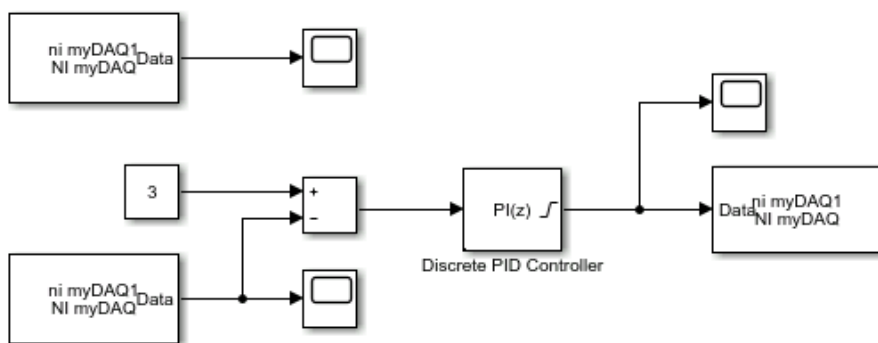 ni myDAQ1
NI myDAQ
Data
3
+
−
PI(z)
Discrete PID Controller
Data
ni myDAQ1
NI myDAQ
ni myDAQ1
NI myDAQ
Data